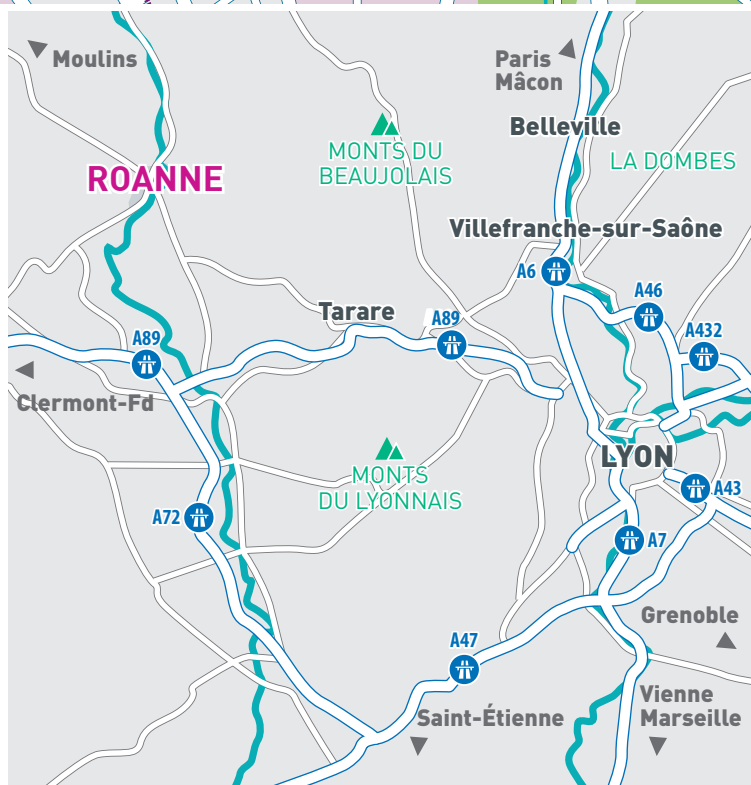 Moulins
Paris
Mâcon
Belleville
MONTS DU
BEAUJOLAIS
LA DOMBES
ROANNE
Villefranche-sur-Saône
A6
A46
Tarare
A89
A89
A432
Clermont-Fd
MONTS
DU LYONNAIS
LYON
A43
A72
A7
Grenoble
A47
Saint-Étienne
Vienne
Marseille